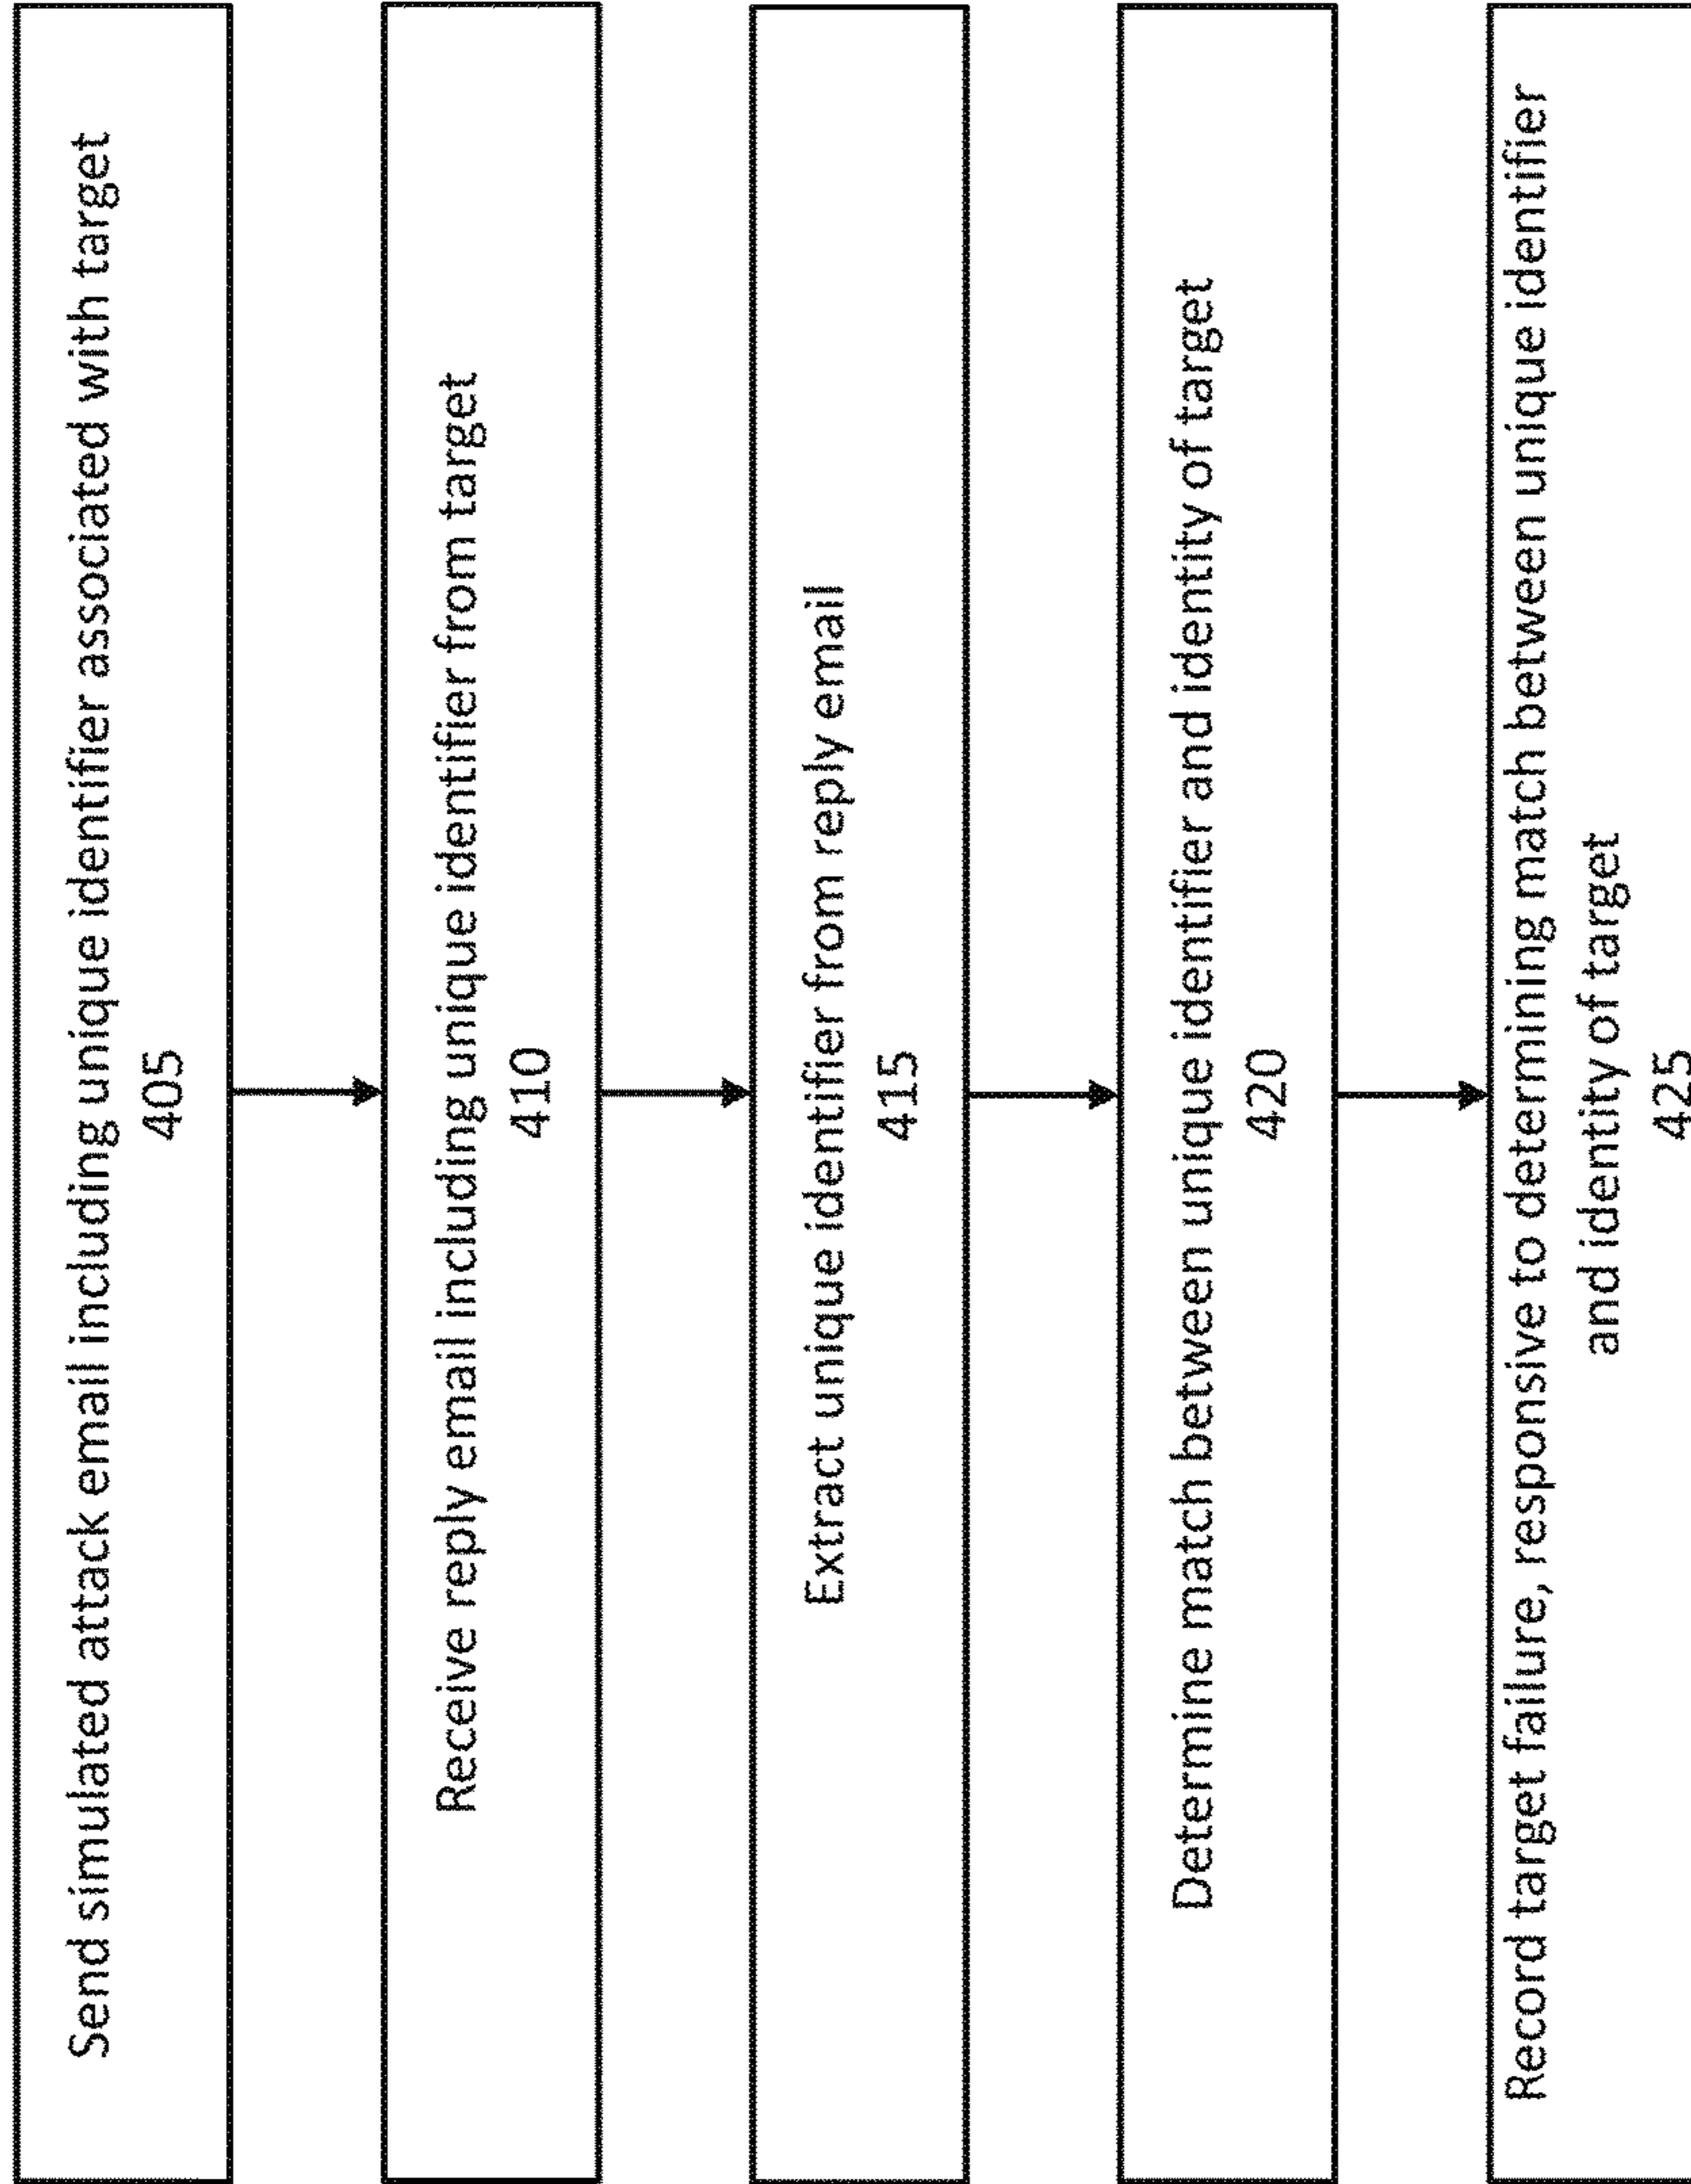 Send simulated attack email including unique identifier associated with target
405
Receive reply email including unique identifier from target
410
Extract unique identifier from reply email
415
Determine match between unique identifier and identity of target
420
Record target failure, responsive to determining match between unique identifier
and identity of target
425